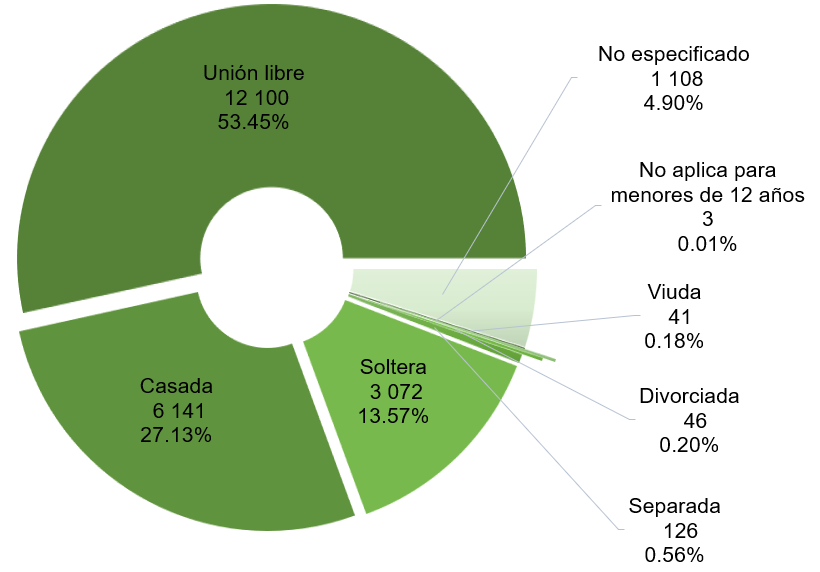 Unión libre
12 100
53.45%
No especificado
1 108
4.90%
No aplica para
menores de 12 años
3
0.01%
Viuda
41
0.18%
Divorciada
46
0.20%
Separada
126
0.56%
Soltera
3 072
13.57%
Casada
6 141
27.13%